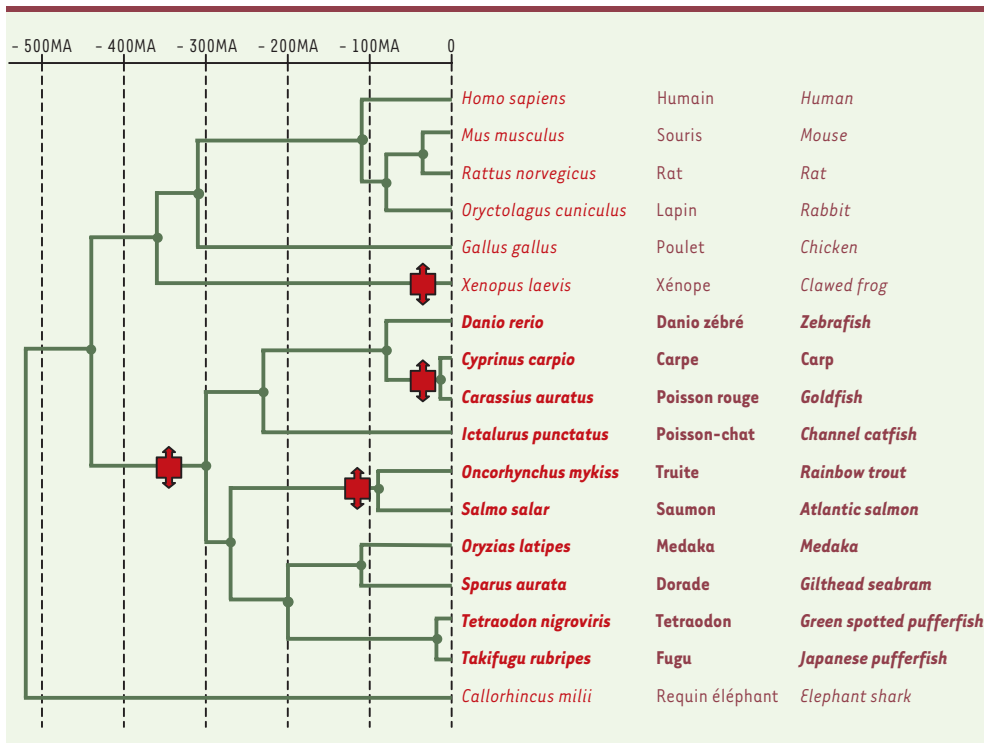 - 500MA - 400MA - 300MA - 200MA - 100MA 0
Homo sapiens Humain Human
Mus musculus Souris Mouse
Rattus norvegicus Rat Rat
Oryctolagus cuniculus Lapin Rabbit
Gallus gallus Poulet Chicken
Xenopus laevis Xénope Clawed frog
Danio rerio Danio zébré Zebrafish
Cyprinus carpio Carpe Carp
Carassius auratus Poisson rouge Goldfish
Ictalurus punctatus Poisson-chat Channel catfish
Oncorhynchus mykiss Truite Rainbow trout
Salmo salar Saumon Atlantic salmon
Oryzias latipes Medaka Medaka
Sparus aurata Dorade Gilthead seabram
Tetraodon nigroviris Tetraodon Green spotted pufferfish
Takifugu rubripes Fugu Japanese pufferfish
Callorhincus milii Requin éléphant Elephant shark